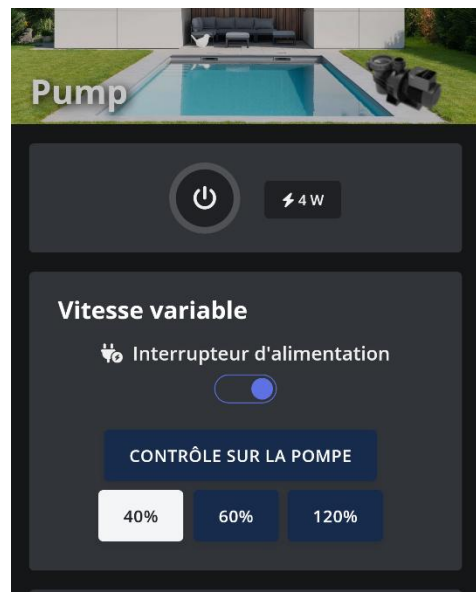 Pump
4 W
Vitesse variable
Interrupteur d'alimentation
CONTRÔLE SUR LA POMPE
40% 60% 120%